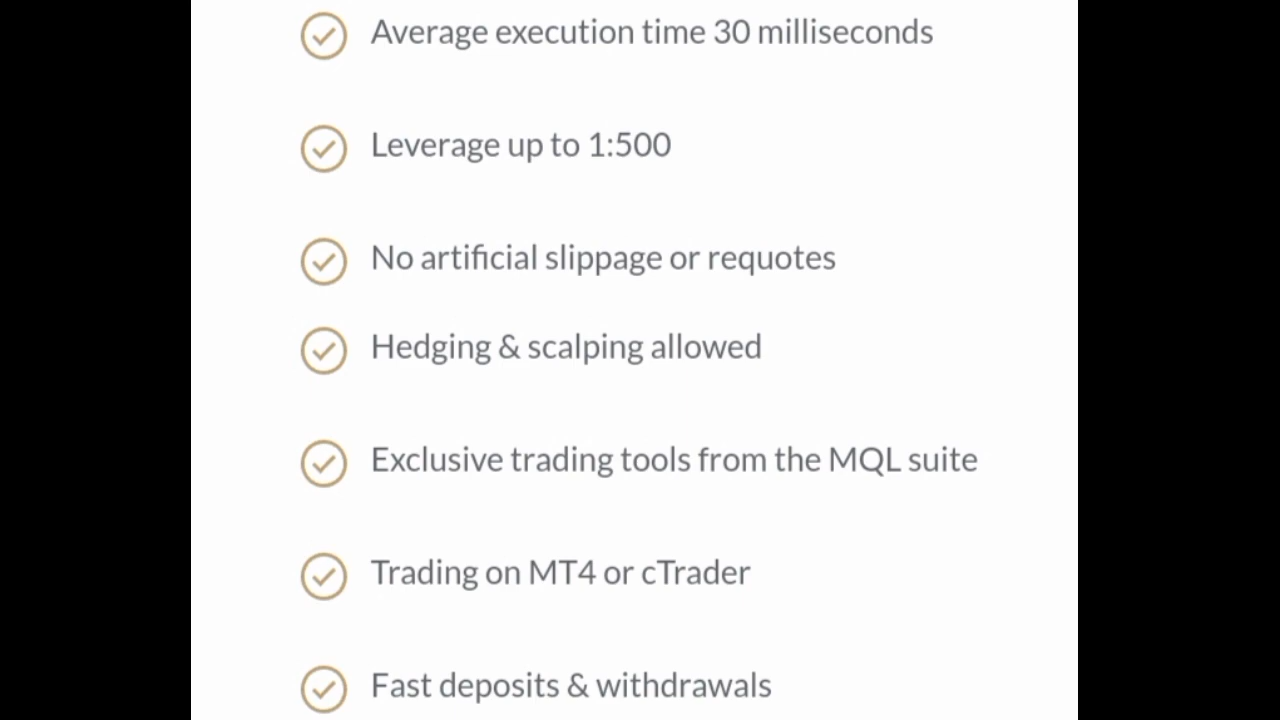 Average execution time 30 milliseconds
Leverage up to 1:500
No artificial slippage or requotes
Hedging & scalping allowed
Exclusive trading tools from the MQL suite
Trading on MT4 or cTrader
Fast deposits & withdrawals